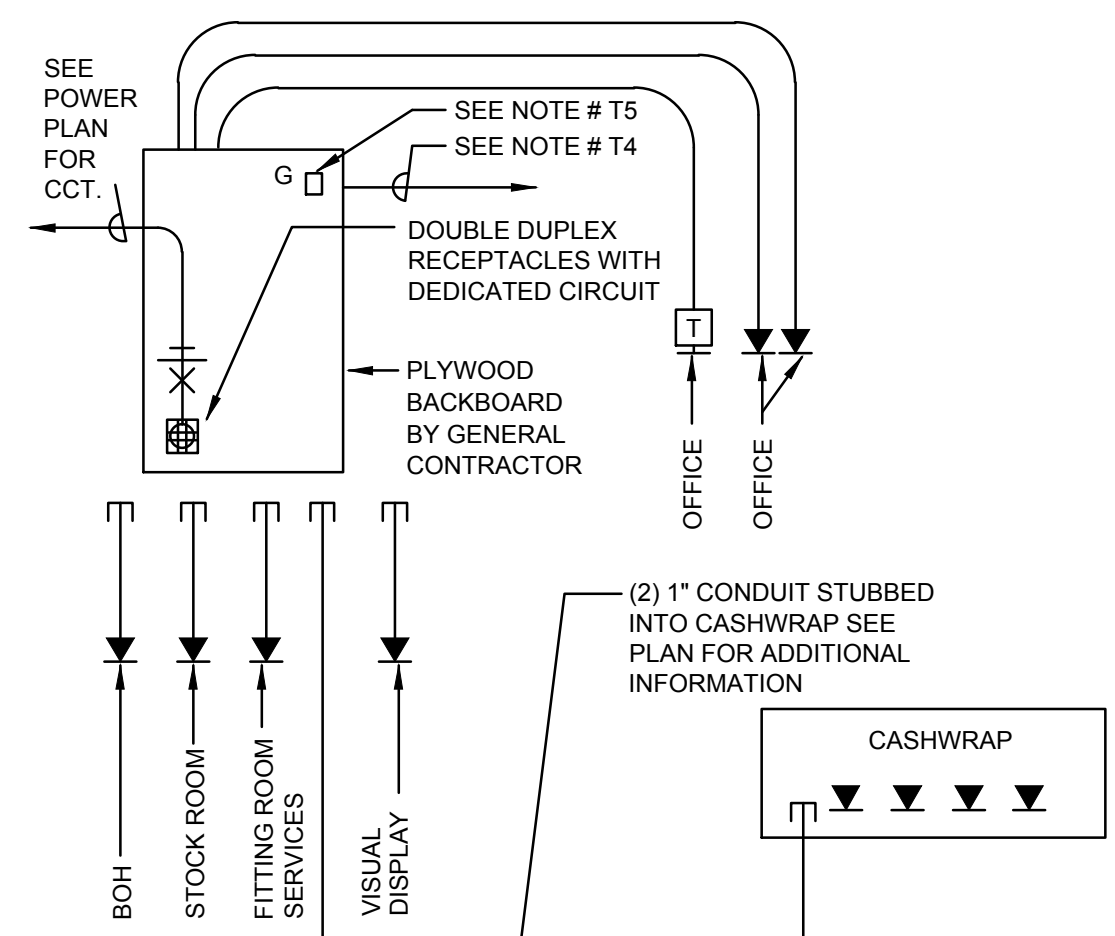 SEE
POWER
PLAN
FOR
CCT.
G
SEE NOTE # T5
SEE NOTE # T4
DOUBLE DUPLEX
RECEPTACLES WITH
DEDICATED CIRCUIT
PLYWOOD
BACKBOARD
BY GENERAL
CONTRACTOR
T
OFFICE
OFFICE
BOH
STOCK ROOM
FITTING ROOM
SERVICES
VISUAL
DISPLAY
(2) 1" CONDUIT STUBBED
INTO CASHWRAP SEE
PLAN FOR ADDITIONAL
INFORMATION
CASHWRAP